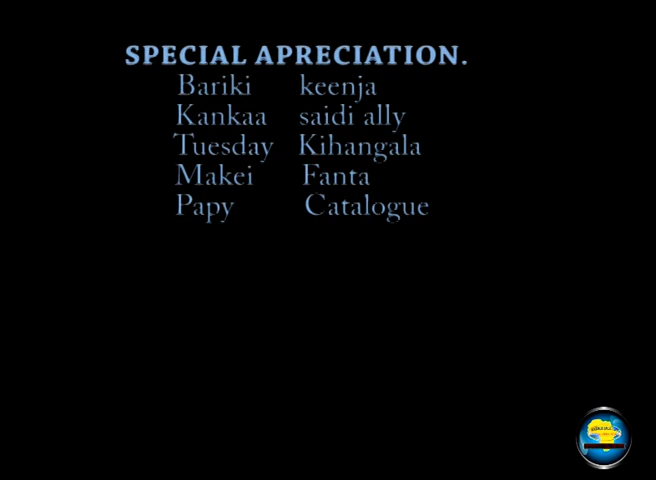 SPECIAL APRECIATION.
Bariki keenja
Kankaa saidi ally
Tuesday Kihangala
Makei Fanta
Papy Catalogue